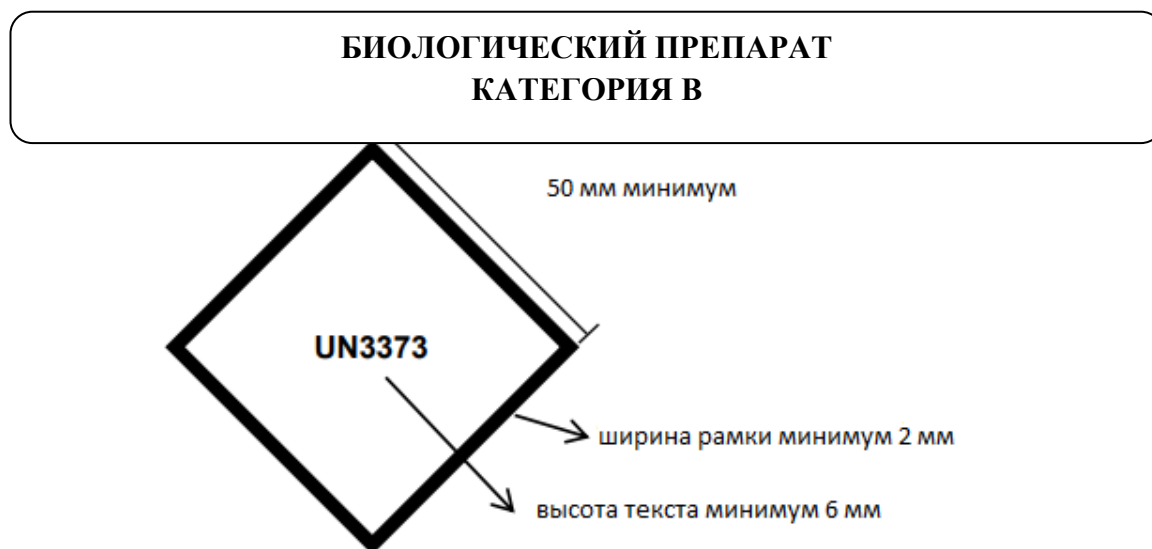 БИОЛОГИЧЕСКИЙ ПРЕПАРАТ
КАТЕГОРИЯ В
50 мм минимум
UN3373
ширина рамки минимум 2 мм
высота текста минимум 6 мм